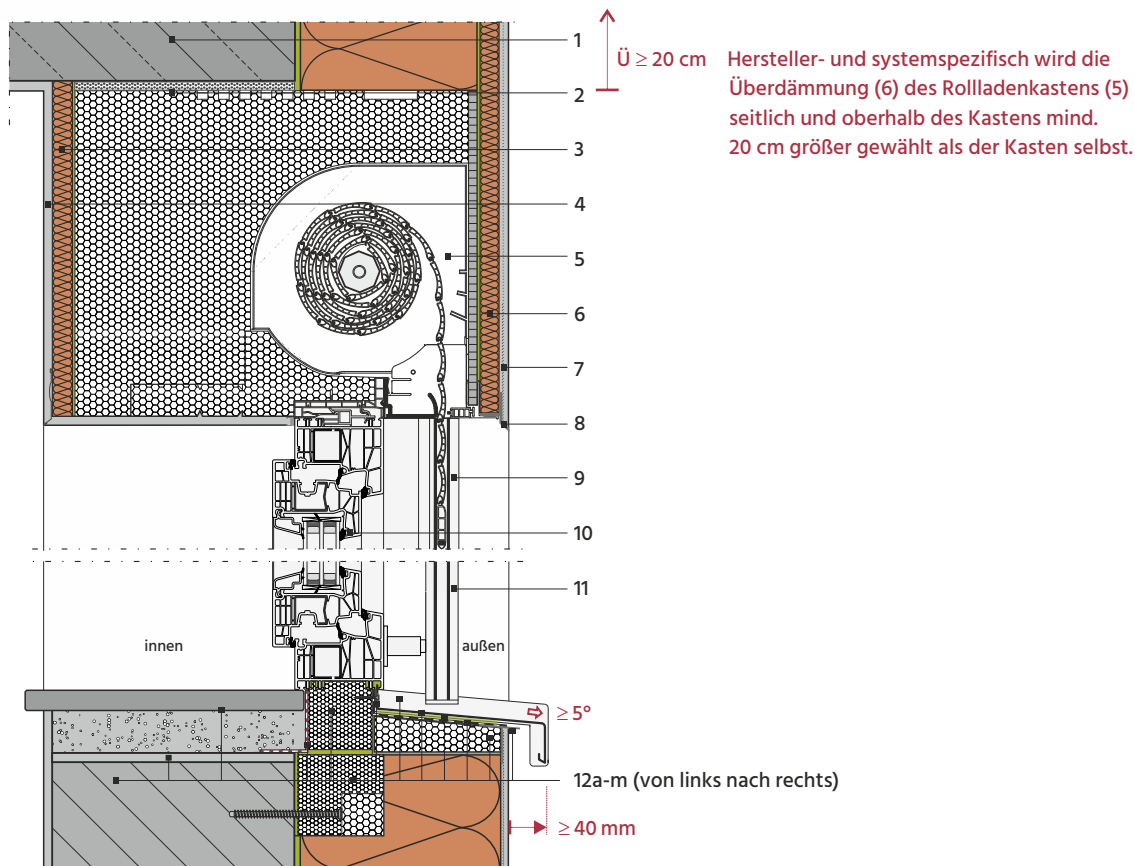 1
Ü ≥ 20 cm
Hersteller- und systemspezifisch wird die
Überdämmung (6) des Rollladenkastens (5)
seitlich und oberhalb des Kastens mind.
20 cm größer gewählt als der Kasten selbst.
2
3
4
5
6
7
8
9
10
11
innen
außen
≥ 5°
12a-m (von links nach rechts)
≥ 40 mm